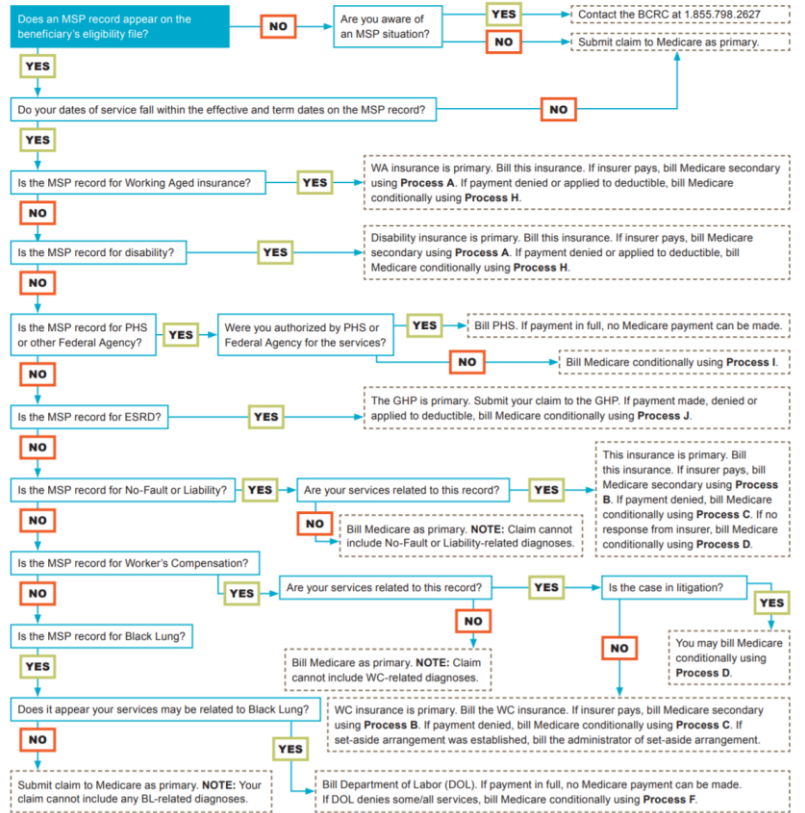 Does an MSP record appear on the
beneficiary's eligibility file?
NO
Are you aware of
an MSP situation?
YES
Contact the BCRC at 1.855.798.2627
NO
Submit claim to Medicare as primary.
YES
Do your dates of service fall within the effective and term dates on the MSP record?
NO
YES
Is the MSP record for Working Aged insurance?
YES
WA insurance is primary. Bill this insurance. If insurer pays, bill Medicare secondary
using Process A. If payment denied or applied to deductible, bill Medicare
conditionally using Process H.
NO
Is the MSP record for disability?
YES
Disability insurance is primary. Bill this insurance. If insurer pays, bill Medicare
secondary using Process A. If payment denied or applied to deductible, bill
Medicare conditionally using Process H.
NO
Is the MSP record for PHS
or other Federal Agency?
YES
Were you authorized by PHS or
Federal Agency for the services?
YES
Bill PHS. If payment in full, no Medicare payment can be made.
NO
Bill Medicare conditionally using Process I.
NO
Is the MSP record for ESRD?
YES
The GHP is primary. Submit your claim to the GHP. If payment made, denied or
applied to deductible, bill Medicare conditionally using Process J.
NO
Is the MSP record for No-Fault or Liability?
YES
Are your services related to this record?
YES
This insurance is primary. Bill
this insurance. If insurer pays, bill
Medicare secondary using Process
B. If payment denied, bill Medicare
conditionally using Process C. If no
response from insurer, bill Medicare
conditionally using Process D.
NO
Bill Medicare as primary. NOTE: Claim cannot
include No-Fault or Liability-related diagnoses.
NO
Is the MSP record for Worker's Compensation?
YES
Are your services related to this record?
YES
Is the case in litigation?
YES
You may bill Medicare
conditionally using
Process D.
NO
Bill Medicare as primary. NOTE: Claim
cannot include WC-related diagnoses.
NO
WC insurance is primary. Bill the WC insurance. If insurer pays, bill Medicare secondary
using Process B. If payment denied, bill Medicare conditionally using Process C. If
set-aside arrangement was established, bill the administrator of set-aside arrangement.
NO
Is the MSP record for Black Lung?
YES
Does it appear your services may be related to Black Lung?
NO
Submit claim to Medicare as primary. NOTE: Your
claim cannot include any BL-related diagnoses.
YES
Bill Department of Labor (DOL). If payment in full, no Medicare payment can be made.
If DOL denies some/all services, bill Medicare conditionally using Process F.